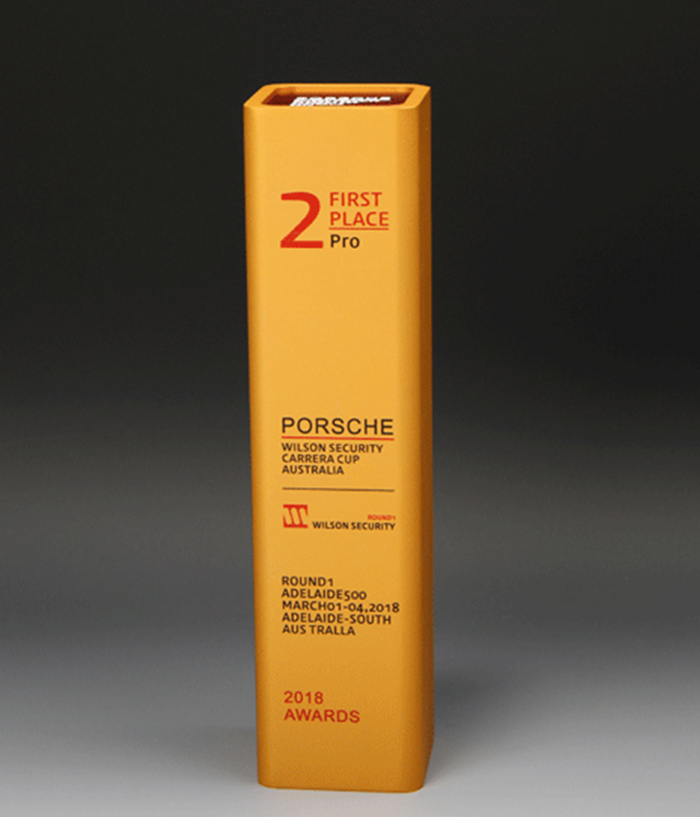 2 FIRST
PLACE
Pro
PORSCHE
WILSON SECURITY
CARRERA CUP
AUSTRALIA
ROUND1
WILSON SECURITY
ROUND1
ADELAIDE500
MARCH01-04,2018
ADELAIDE-SOUTH
AUS TRALLA
2018
AWARDS